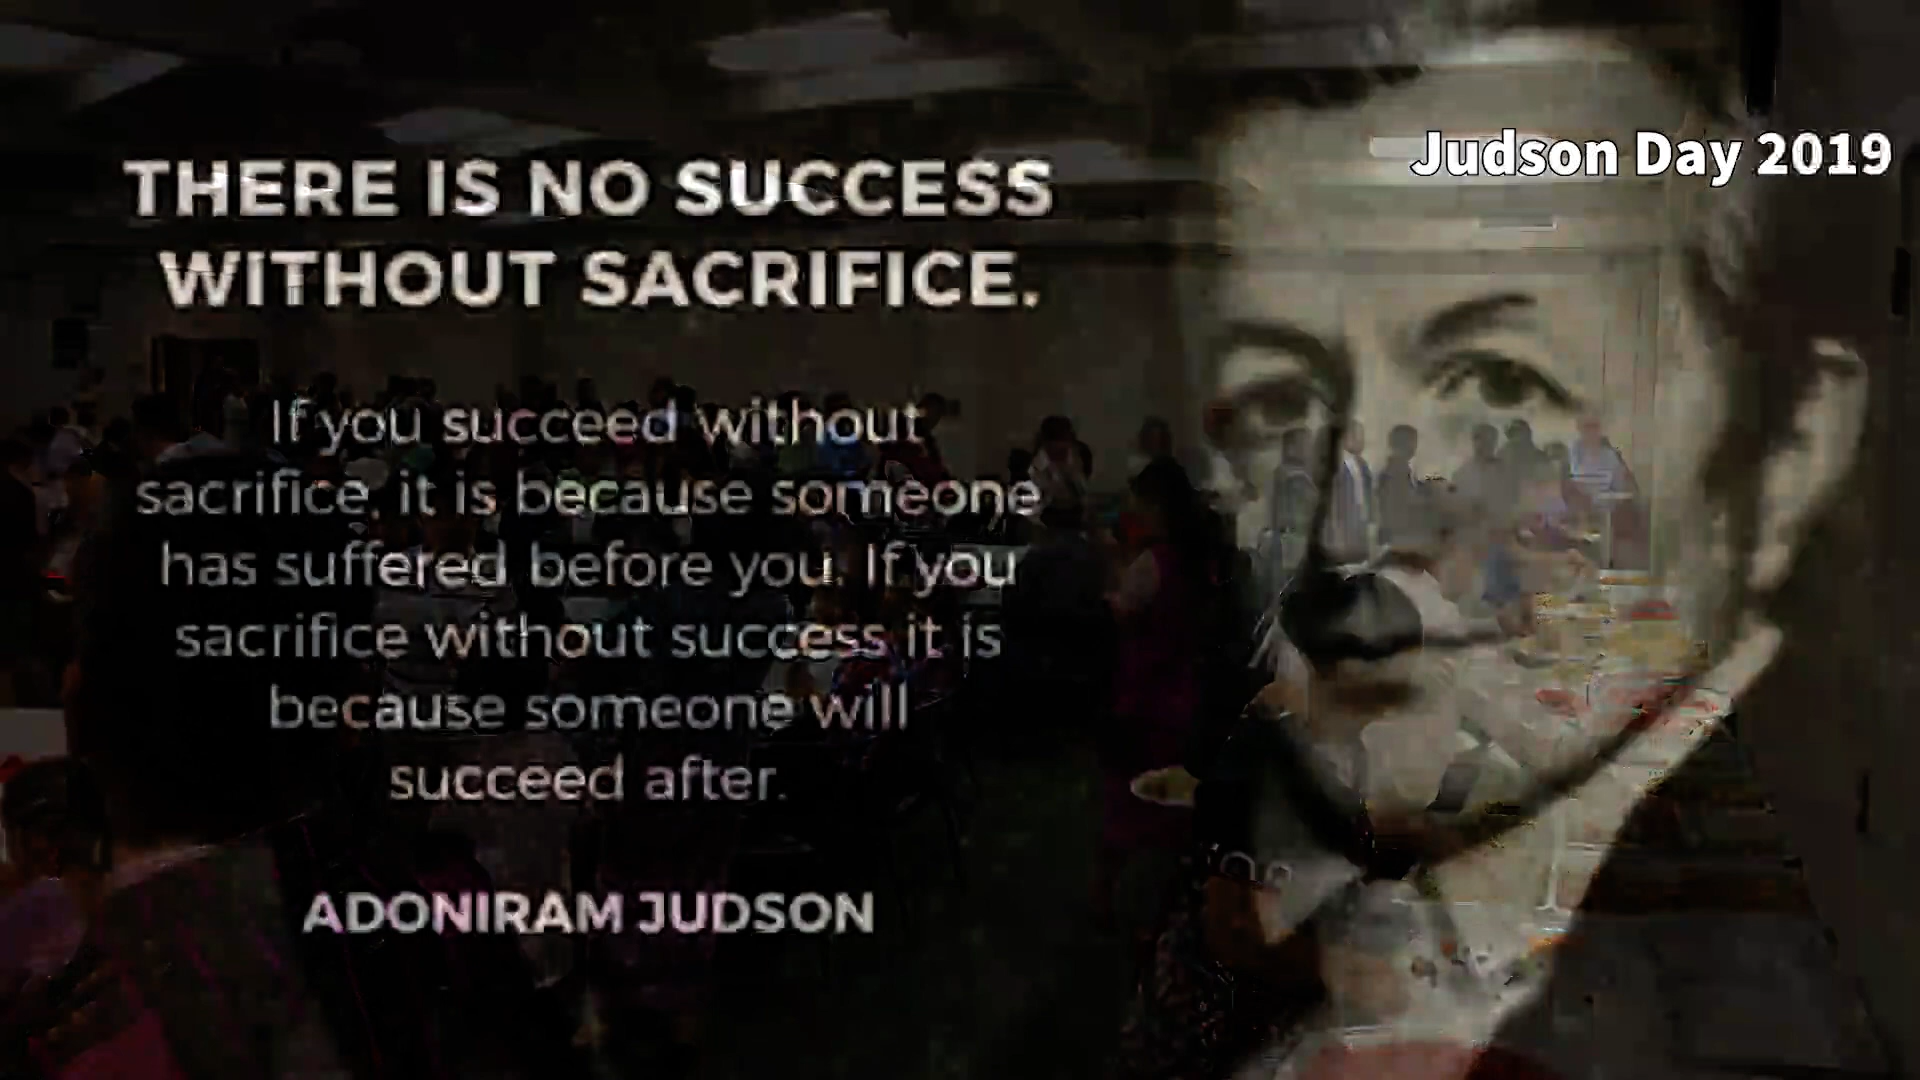 Judson Day 2019
THERE IS NO SUCCESS
WITHOUT SACRIFICE.
If you succeed without
sacrifice, it is because someone
has suffered before you. If you
sacrifice without success it is
because someone will
succeed after.
ADONIRAM JUDSON